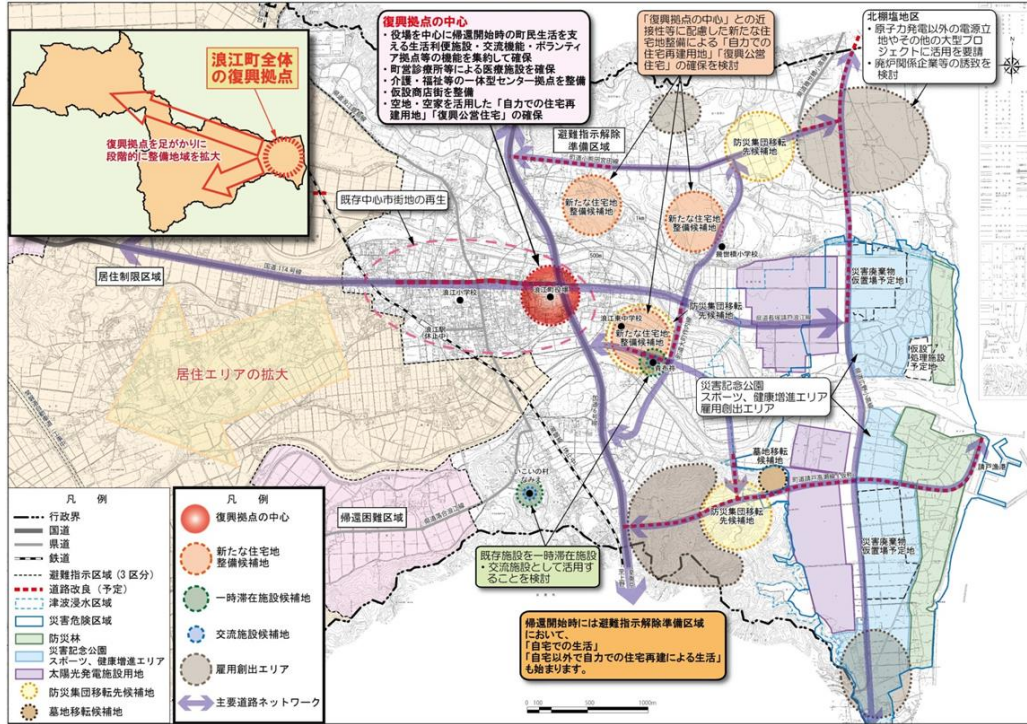 浪江町全体
の復興拠点
復興拠点を足がかりに
段階的に整備地域を拡大
復興拠点の中心
・役場を中心に帰還開始時の町民生活を支
える生活利便施設・交流機能・ボランティ
ア拠点等の機能を集約して確保
・町営診療所等による医療施設を確保
・介護・福祉等の一体型センター拠点を整備
・仮設商店街を整備
・空地・空家を活用した「自力での住宅再
建用地」「復興公営住宅」の確保
「復興拠点の中心」との近
接性等に配慮した新たな住
宅地整備による「自力での
住宅再建用地」「復興公営
住宅」の確保を検討
北棚塩地区
・原子力発電以外の電源立
地やその他の大型プロ
ジェクトに活用を要請
・廃炉関係企業等の誘致を
検討
避難指示解除
準備区域
防災集団移転
先候補地
新たな住宅地
整備候補地
新たな住宅地
整備候補地
既存中心市街地の再生
居住制限区域
国道114号線
浪江小学校
浪江町役場
浪江東中学校
新たな住宅地
整備候補地
防災集団移転
先候補地
災害廃棄物
仮置場予定地
仮設
処理施設
予定地
居住エリアの拡大
災害記念公園
スポーツ、健康増進エリア
雇用創出エリア
いこいの村
なみえ
帰還困難区域
墓地移転
候補地
請戸漁港
防災集団移転
先候補地
災害廃棄物
仮置場予定地
既存施設を一時滞在施設
・交流施設として活用す
ることを検討
帰還開始時には避難指示解除準備区域
において、
「自宅での生活」
「自宅以外で自力での住宅再建による生活」
も始まります。
凡 例
行政界
国道
県道
鉄道
避難指示区域（3区分）
道路改良（予定）
津波浸水区域
災害危険区域
防災林
災害記念公園
スポーツ、健康増進エリア
太陽光発電施設用地
防災集団移転先候補地
墓地移転候補地
凡 例
復興拠点の中心
新たな住宅地
整備候補地
一時滞在施設候補地
交流施設候補地
雇用創出エリア
主要道路ネットワーク
0 100 500 1000m